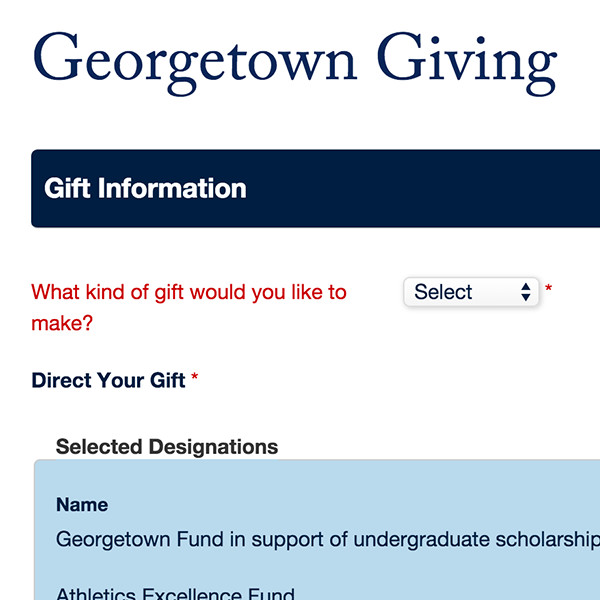 Georgetown Giving
Gift Information
What kind of gift would you like to
make?
Select
*
Direct Your Gift *
Selected Designations
Name
Georgetown Fund in support of undergraduate scholarship
Athletics Excellence Fund